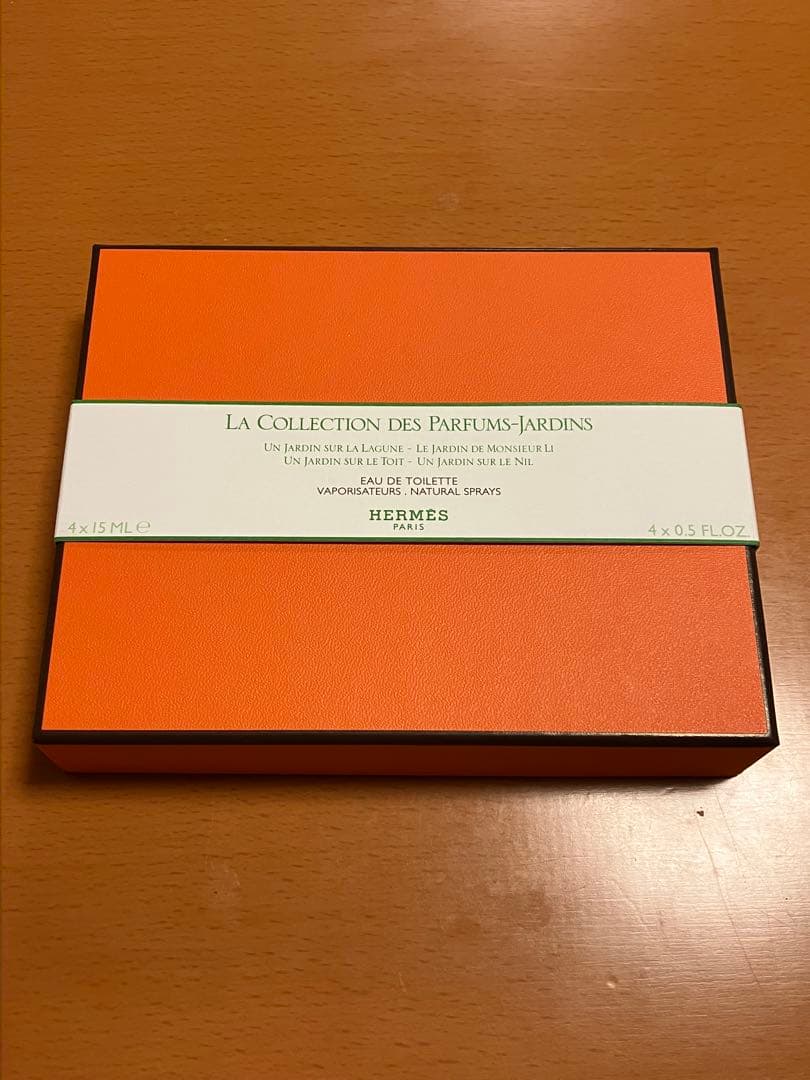 LA COLLECTION DES PARFUMS-JARDINS
UN JARDIN SUR LA LAGUNE - LE JARDIN DE MONSIEUR LI
UN JARDIN SUR LE TOIT - UN JARDIN SUR LE NIL
EAU DE TOILETTE
VAPORISATEURS . NATURAL SPRAYS
HERMÈS
PARIS
4 x 15 ML ℮
4 x 0.5 FL.OZ.